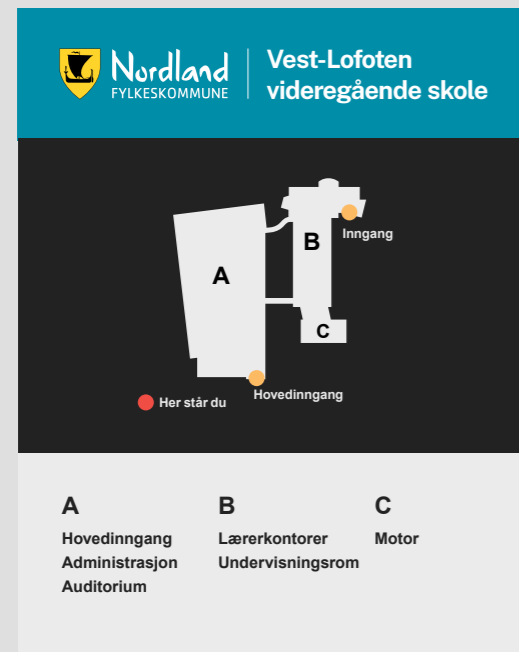 Nordland
FYLKESKOMMUNE
Vest-Lofoten
videregående skole
B
Inngang
A
C
Hovedinngang
Her står du
A
Hovedinngang
Administrasjon
Auditorium
B
Lærerkontorer
Undervisningsrom
C
Motor